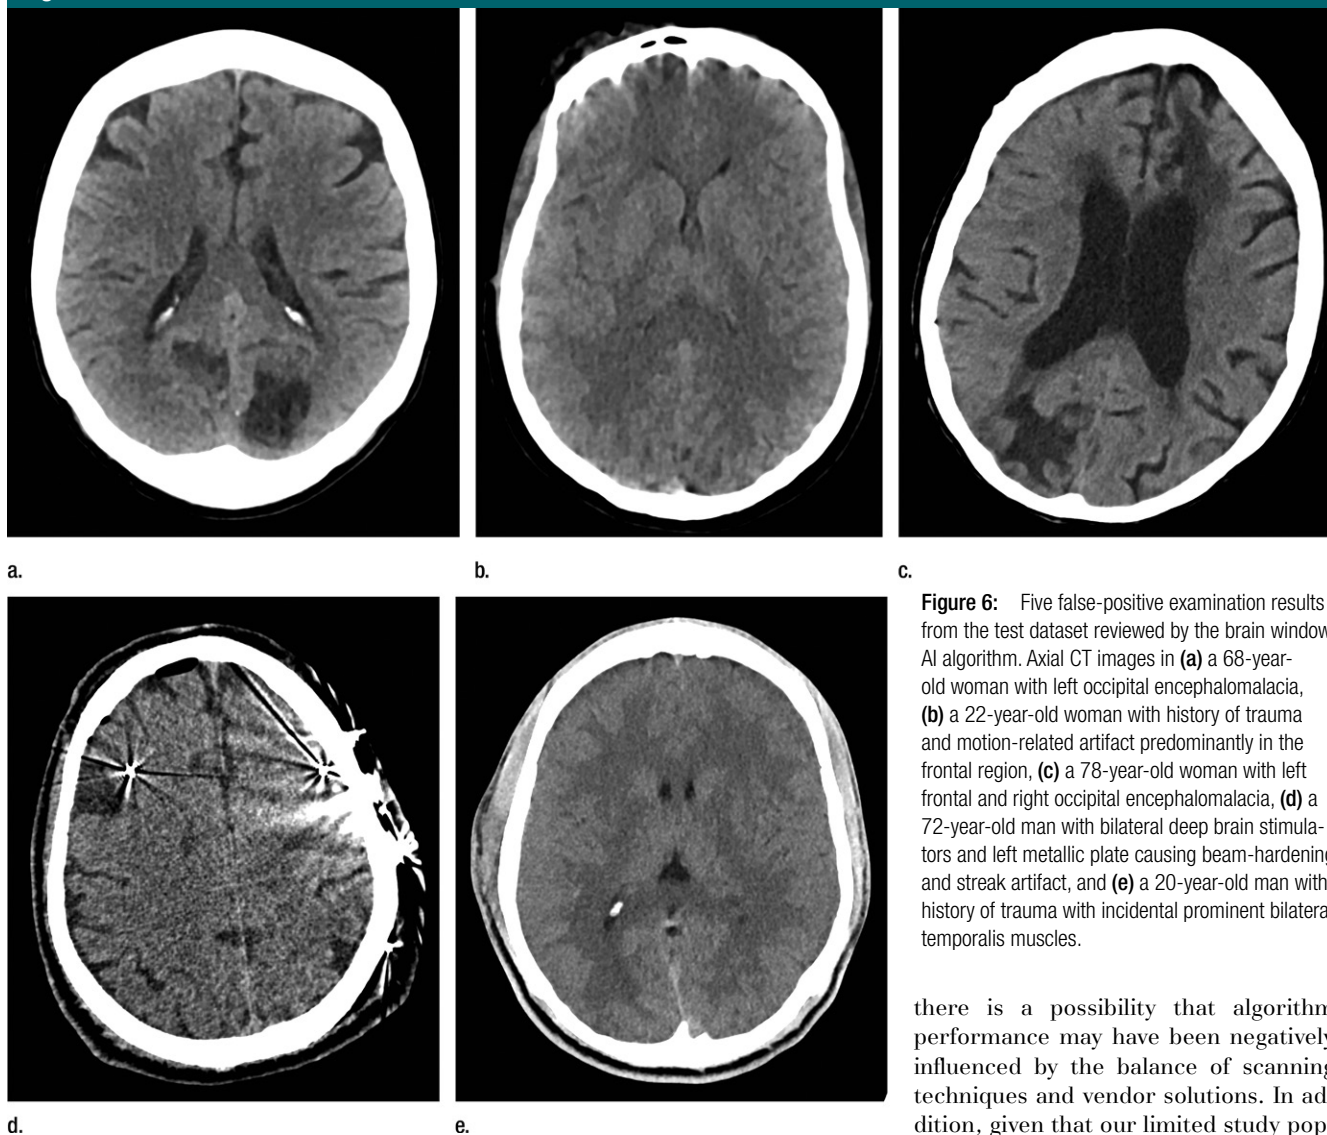 a.
b.
c.
Figure 6: Five false-positive examination results
from the test dataset reviewed by the brain window
AI algorithm. Axial CT images in (a) a 68-year-
old woman with left occipital encephalomalacia,
(b) a 22-year-old woman with history of trauma
and motion-related artifact predominantly in the
frontal region, (c) a 78-year-old woman with left
frontal and right occipital encephalomalacia, (d) a
72-year-old man with bilateral deep brain stimula-
tors and left metallic plate causing beam-hardening
and streak artifact, and (e) a 20-year-old man with
history of trauma with incidental prominent bilatera
temporalis muscles.
d.
e.
there is a possibility that algorithm
performance may have been negatively
influenced by the balance of scanning
techniques and vendor solutions. In ad
dition, given that our limited study pop